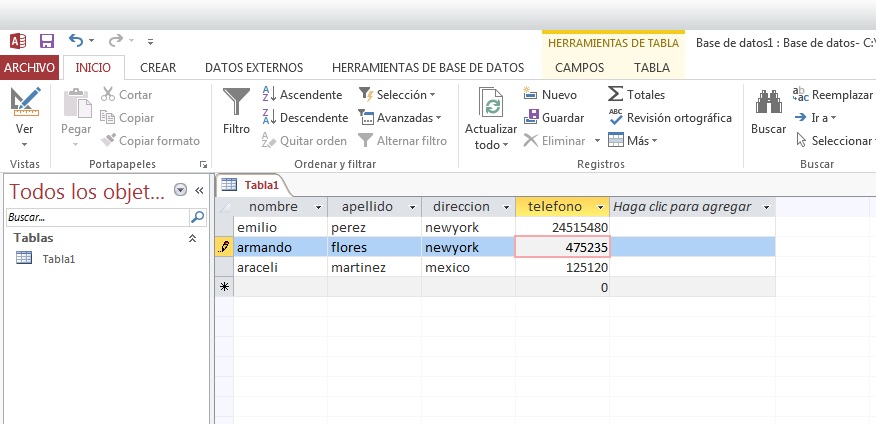 HERRAMIENTAS DE TABLA Base de datos1 : Base de datos- C:\
ARCHIVO INICIO CREAR DATOS EXTERNOS HERRAMIENTAS DE BASE DE DATOS CAMPOS TABLA
Ver
Vistas
Pegar
Cortar
Copiar
Copiar formato
Portapapeles
Filtro
Ascendente
Descendente
Quitar orden
Selección
Avanzadas
Alternar filtro
Ordenar y filtrar
Actualizar
todo
Nuevo
Guardar
Eliminar
Totales
Revisión ortográfica
Más
Registros
Buscar
Reemplazar
Ir a
Seleccionar
Buscar
Todos los objet...
Buscar...
Tablas
Tabla1
Tabla1
nombre apellido direccion telefono Haga clic para agregar
emilio perez newyork 24515480
armando flores newyork 475235
araceli martinez mexico 125120
0